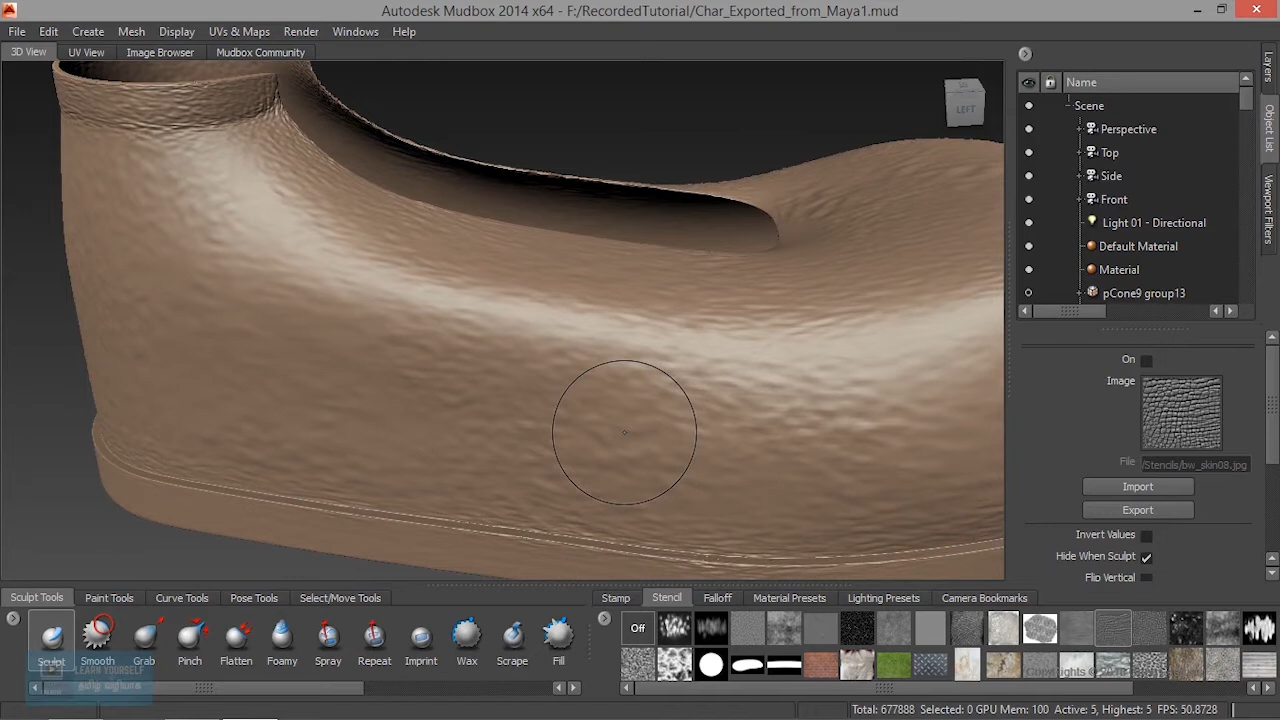 Autodesk Mudbox 2014 x64 - F:/RecordedTutorial/Char_Exported_from_Maya1.mud
File Edit Create Mesh Display UVs & Maps Render Windows Help
3D View UV View Image Browser Mudbox Community
LEFT
Name
Scene
Perspective
Top
Side
Front
Light 01 - Directional
Default Material
Material
pCone9 group13
Layers
Object List
Viewport Filters
On
Image
File /Stencils/bw_skin08.jpg
Import
Export
Invert Values
Hide When Sculpt
Flip Vertical
Sculpt Tools Paint Tools Curve Tools Pose Tools Select/Move Tools
Stamp Stencil Falloff Material Presets Lighting Presets Camera Bookmarks
Off
Sculpt Smooth Grab Pinch Flatten Foamy Spray Repeat Imprint Wax Scrape Fill
LEARN YOURSELF
தமிழ் வழியாக
Total: 677888 Selected: 0 GPU Mem: 100 Active: 5, Highest: 5 FPS: 50.8728